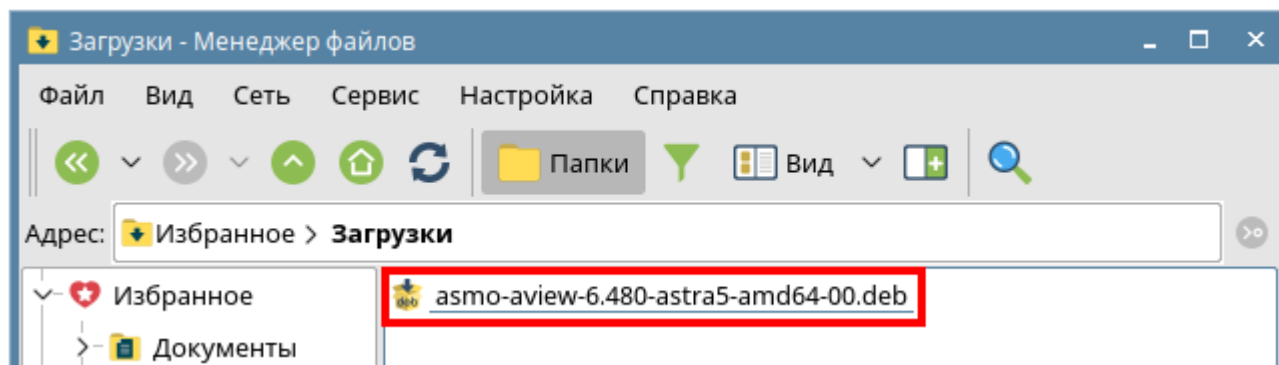 Загрузки - Менеджер файлов
Файл Вид Сеть Сервис Настройка Справка
Папки Вид
Адрес: Избранное > Загрузки
Избранное
deb asmo-aview-6.480-astra5-amd64-00.deb
Документы